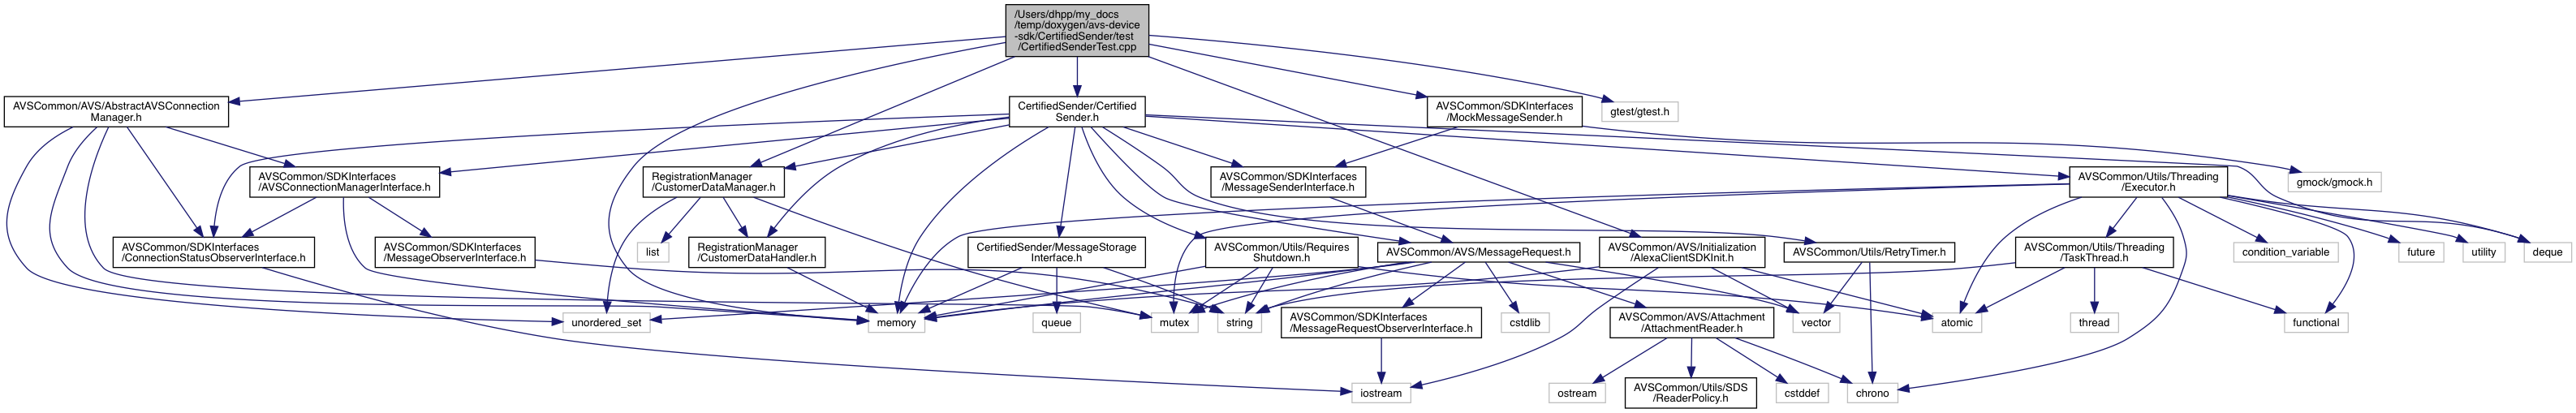 /Users/dhpp/my_docs
/temp/doxygen/avs-device
-sdk/CertifiedSender/test
/CertifiedSenderTest.cpp
AVSCommon/AVS/AbstractAVSConnection
Manager.h
CertifiedSender/Certified
Sender.h
AVSCommon/SDKInterfaces
/MockMessageSender.h
gtest/gtest.h
AVSCommon/SDKInterfaces
/AVSConnectionManagerInterface.h
RegistrationManager
/CustomerDataManager.h
AVSCommon/SDKInterfaces
/MessageSenderInterface.h
AVSCommon/Utils/Threading
/Executor.h
gmock/gmock.h
AVSCommon/SDKInterfaces
/ConnectionStatusObserverInterface.h
AVSCommon/SDKInterfaces
/MessageObserverInterface.h
list
RegistrationManager
/CustomerDataHandler.h
CertifiedSender/MessageStorage
Interface.h
AVSCommon/Utils/Requires
Shutdown.h
AVSCommon/AVS/MessageRequest.h
AVSCommon/AVS/Initialization
/AlexaClientSDKInit.h
AVSCommon/Utils/RetryTimer.h
AVSCommon/Utils/Threading
/TaskThread.h
condition_variable
future
utility
deque
unordered_set
memory
queue
mutex
string
AVSCommon/SDKInterfaces
/MessageRequestObserverInterface.h
cstdlib
AVSCommon/AVS/Attachment
/AttachmentReader.h
vector
atomic
thread
functional
iostream
ostream
AVSCommon/Utils/SDS
/ReaderPolicy.h
cstddef
chrono